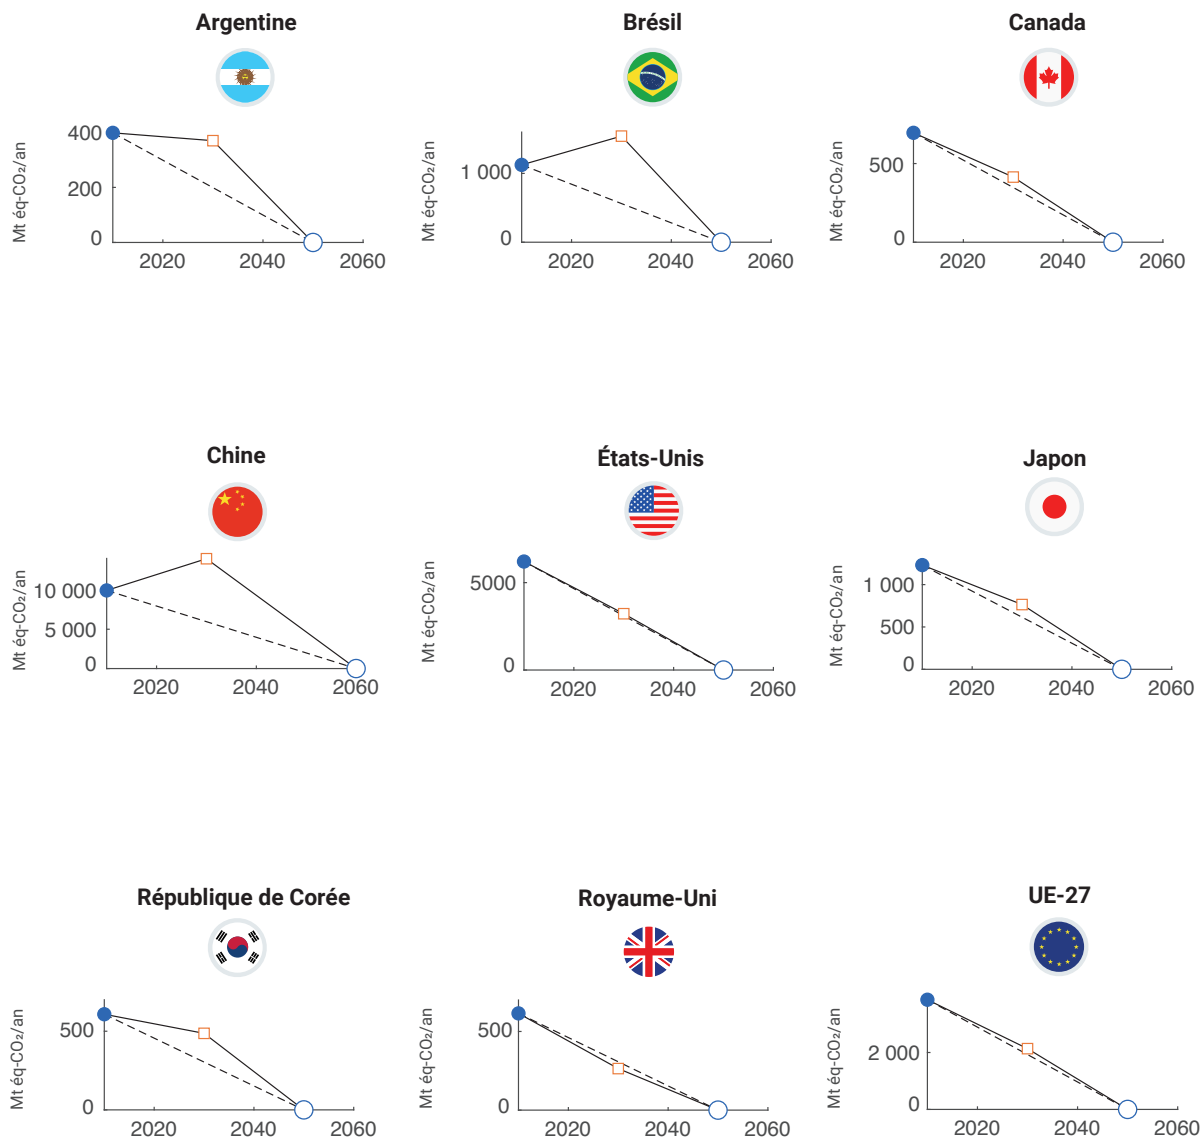 Argentine
Mt éq-CO₂/an
400
200
0
2020 2040 2060
Brésil
Mt éq-CO₂/an
1 000
0
2020 2040 2060
Canada
Mt éq-CO₂/an
500
0
2020 2040 2060
Chine
Mt éq-CO₂/an
10 000
5 000
0
2020 2040 2060
États-Unis
Mt éq-CO₂/an
5000
0
2020 2040 2060
Japon
Mt éq-CO₂/an
1 000
500
0
2020 2040 2060
République de Corée
Mt éq-CO₂/an
500
0
2020 2040 2060
Royaume-Uni
Mt éq-CO₂/an
500
0
2020 2040 2060
UE-27
Mt éq-CO₂/an
2 000
0
2020 2040 2060